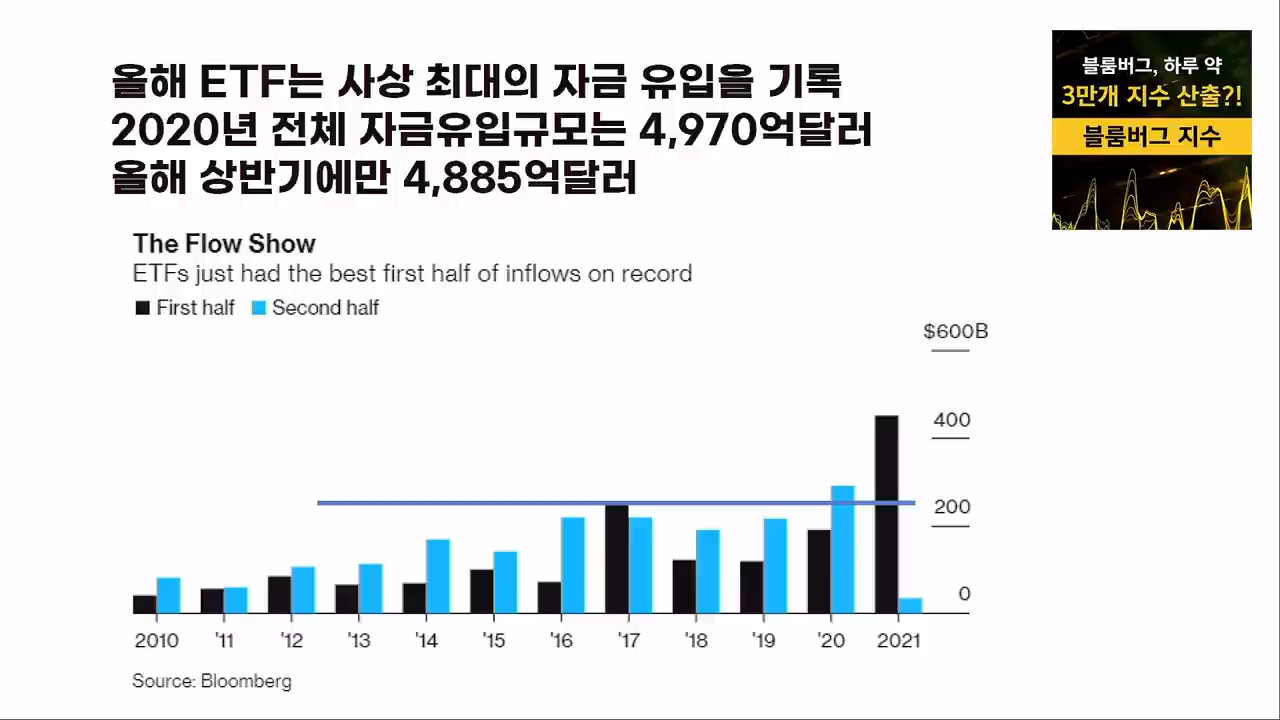 올해 ETF는 사상 최대의 자금 유입을 기록
2020년 전체 자금유입규모는 4,970억달러
올해 상반기에만 4,885억달러
블룸버그, 하루 약
3만개 지수 산출?!
블룸버그 지수
The Flow Show
ETFs just had the best first half of inflows on record
First half Second half
$600B
400
200
0
2010 '11 '12 '13 '14 '15 '16 '17 '18 '19 '20 2021
Source: Bloomberg